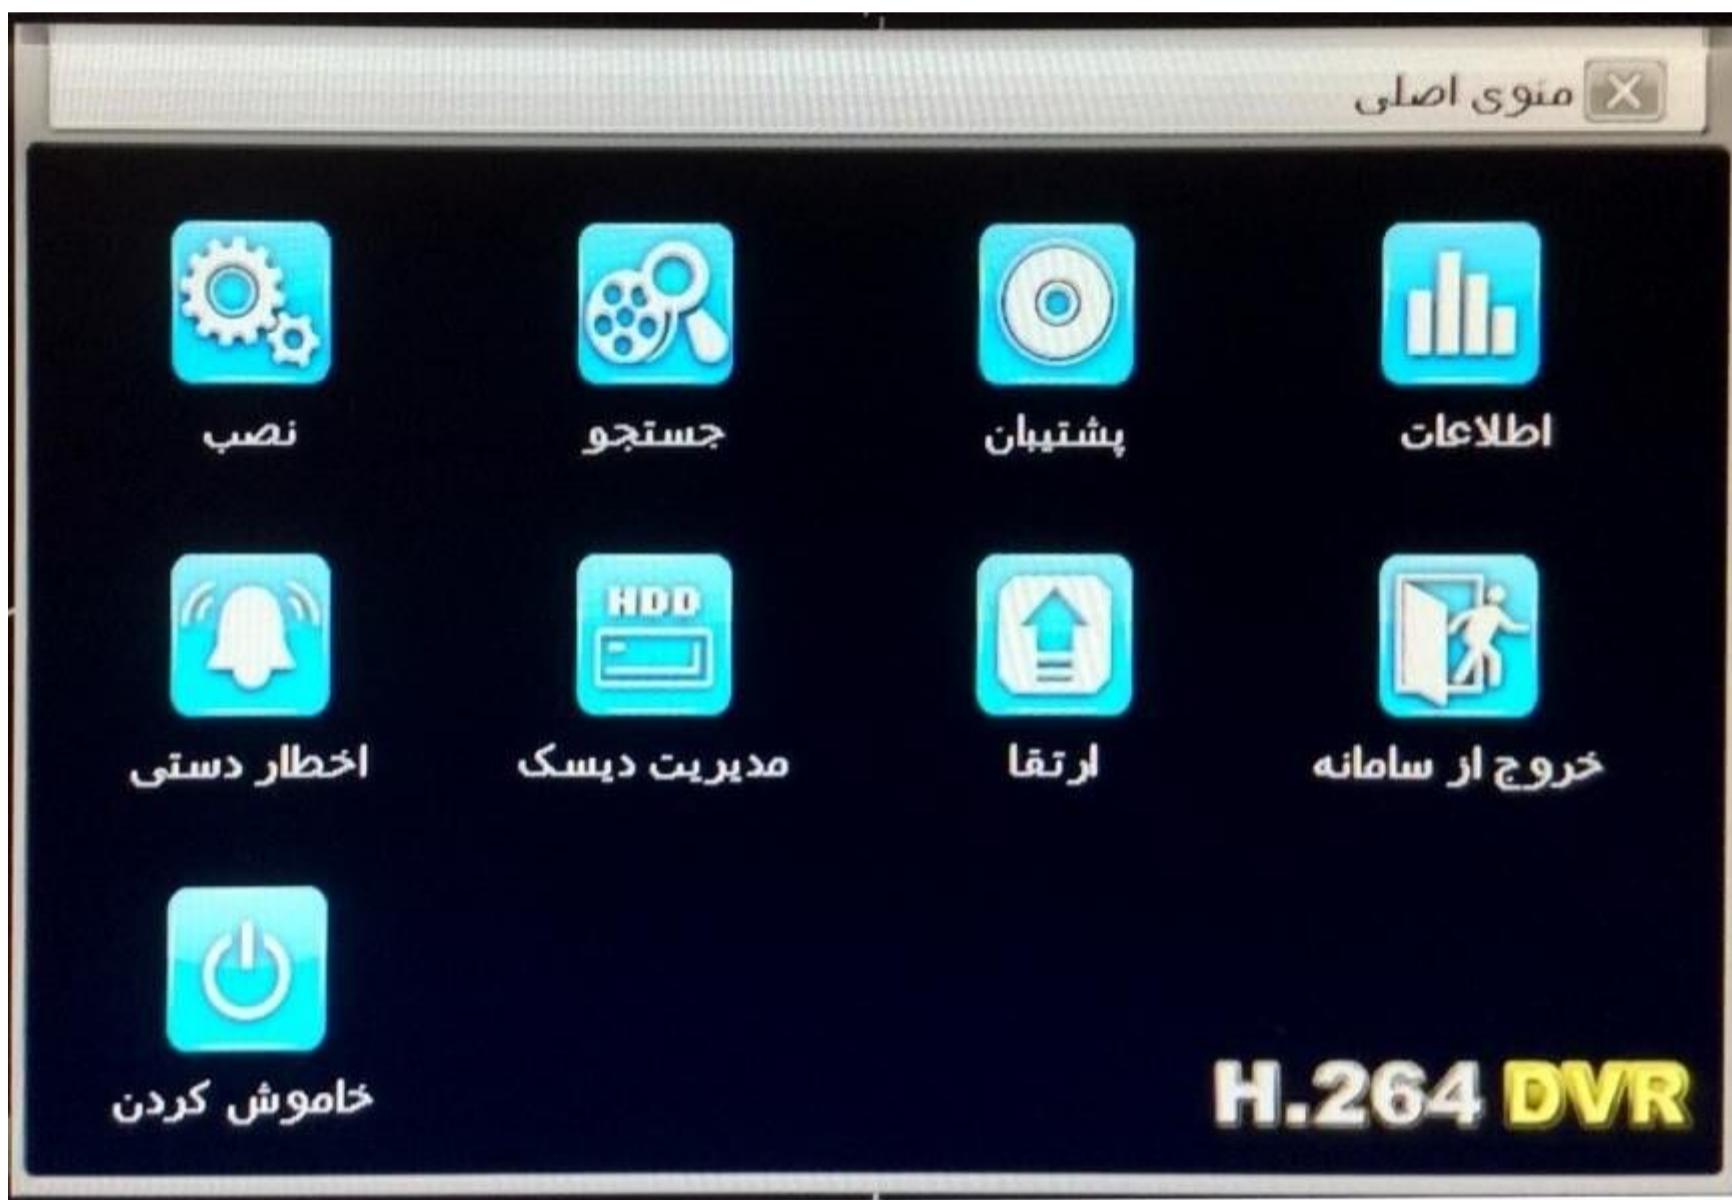 منوی اصلی
نصب
جستجو
پشتیبان
اطلاعات
HDD
اخطار دستی
مدیریت دیسک
ارتقا
خروج از سامانه
خاموش کردن
H.264 DVR